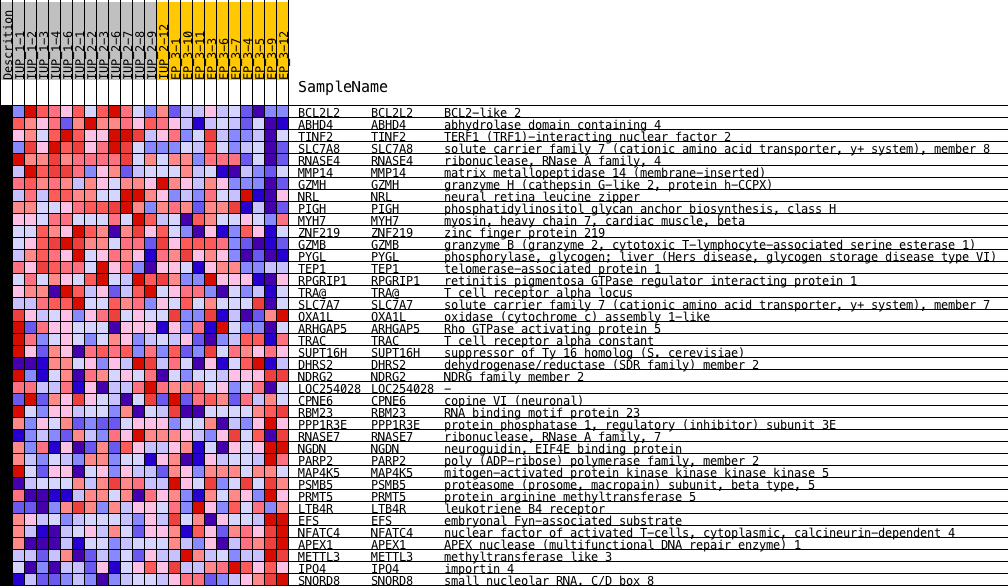 Descrition
IUP_1-1
IUP_1-2
IUP_1-3
IUP_1-4
IUP_1-6
IUP_2-1
IUP_2-2
IUP_2-3
IUP_2-6
IUP_2-7
IUP_2-8
IUP_2-9
IUP_2-12
EP_3-1
EP_3-10
EP_3-11
EP_3-3
EP_3-6
EP_3-7
EP_3-4
EP_3-5
EP_3-9
EP_3-12
SampleName
BCL2L2 BCL2L2 BCL2-like 2
ABHD4 ABHD4 abhydrolase domain containing 4
TINF2 TINF2 TERF1 (TRF1)-interacting nuclear factor 2
SLC7A8 SLC7A8 solute carrier family 7 (cationic amino acid transporter, y+ system), member 8
RNASE4 RNASE4 ribonuclease, RNase A family, 4
MMP14 MMP14 matrix metallopeptidase 14 (membrane-inserted)
GZMH GZMH granzyme H (cathepsin G-like 2, protein h-CCPX)
NRL NRL neural retina leucine zipper
PIGH PIGH phosphatidylinositol glycan anchor biosynthesis, class H
MYH7 MYH7 myosin, heavy chain 7, cardiac muscle, beta
ZNF219 ZNF219 zinc finger protein 219
GZMB GZMB granzyme B (granzyme 2, cytotoxic T-lymphocyte-associated serine esterase 1)
PYGL PYGL phosphorylase, glycogen; liver (Hers disease, glycogen storage disease type VI)
TEP1 TEP1 telomerase-associated protein 1
RPGRIP1 RPGRIP1 retinitis pigmentosa GTPase regulator interacting protein 1
TRA@ TRA@ T cell receptor alpha locus
SLC7A7 SLC7A7 solute carrier family 7 (cationic amino acid transporter, y+ system), member 7
OXA1L OXA1L oxidase (cytochrome c) assembly 1-like
ARHGAP5 ARHGAP5 Rho GTPase activating protein 5
TRAC TRAC T cell receptor alpha constant
SUPT16H SUPT16H suppressor of Ty 16 homolog (S. cerevisiae)
DHRS2 DHRS2 dehydrogenase/reductase (SDR family) member 2
NDRG2 NDRG2 NDRG family member 2
LOC254028 LOC254028 -
CPNE6 CPNE6 copine VI (neuronal)
RBM23 RBM23 RNA binding motif protein 23
PPP1R3E PPP1R3E protein phosphatase 1, regulatory (inhibitor) subunit 3E
RNASE7 RNASE7 ribonuclease, RNase A family, 7
NGDN NGDN neuroguidin, EIF4E binding protein
PARP2 PARP2 poly (ADP-ribose) polymerase family, member 2
MAP4K5 MAP4K5 mitogen-activated protein kinase kinase kinase kinase 5
PSMB5 PSMB5 proteasome (prosome, macropain) subunit, beta type, 5
PRMT5 PRMT5 protein arginine methyltransferase 5
LTB4R LTB4R leukotriene B4 receptor
EFS EFS embryonal Fyn-associated substrate
NFATC4 NFATC4 nuclear factor of activated T-cells, cytoplasmic, calcineurin-dependent 4
APEX1 APEX1 APEX nuclease (multifunctional DNA repair enzyme) 1
METTL3 METTL3 methyltransferase like 3
IPO4 IPO4 importin 4
SNORD8 SNORD8 small nucleolar RNA, C/D box 8